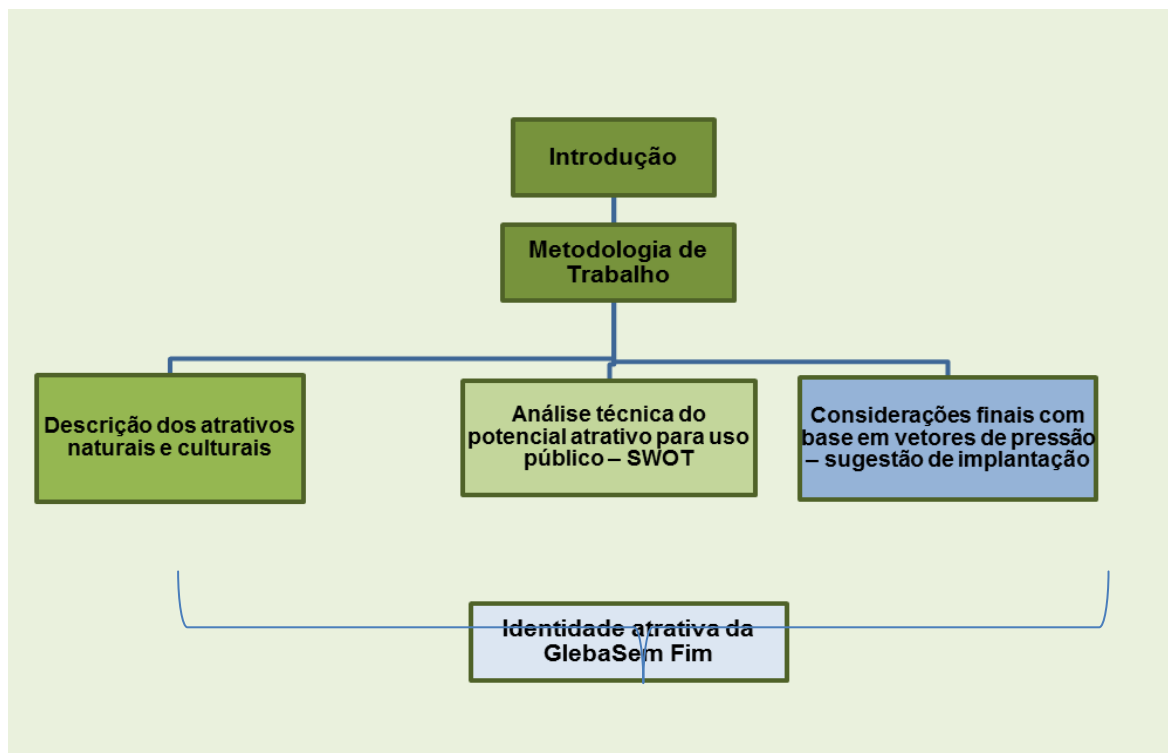 Introdução
Metodologia de
Trabalho
Descrição dos atrativos
naturais e culturais
Análise técnica do
potencial atrativo para uso
público – SWOT
Considerações finais com
base em vetores de pressão
– sugestão de implantação
Identidade atrativa da
GlebaSem Fim